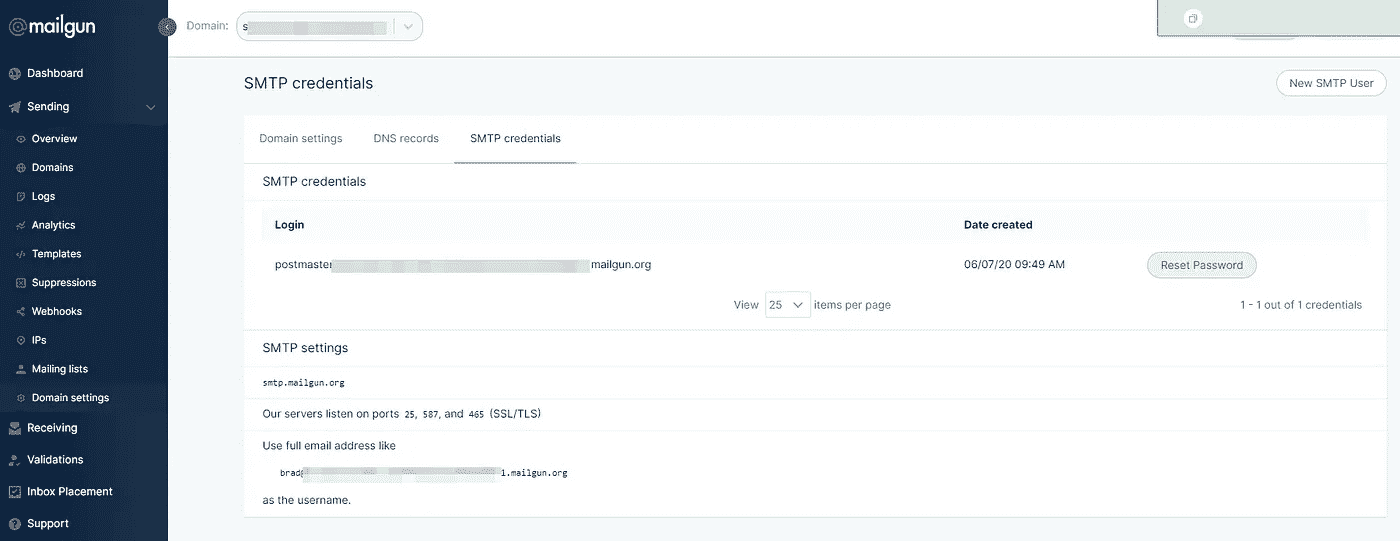 @mailgun
Domain: s
Dashboard
Sending
Overview
Domains
Logs
Analytics
Templates
Suppressions
Webhooks
IPs
Mailing lists
Domain settings
Receiving
Validations
Inbox Placement
Support
SMTP credentials
New SMTP User
Domain settings DNS records SMTP credentials
SMTP credentials
Login Date created
postmaster mailgun.org 06/07/20 09:49 AM Reset Password
View 25 items per page 1 - 1 out of 1 credentials
SMTP settings
smtp.mailgun.org
Our servers listen on ports 25, 587, and 465 (SSL/TLS)
Use full email address like
brad 1.mailgun.org
as the username.